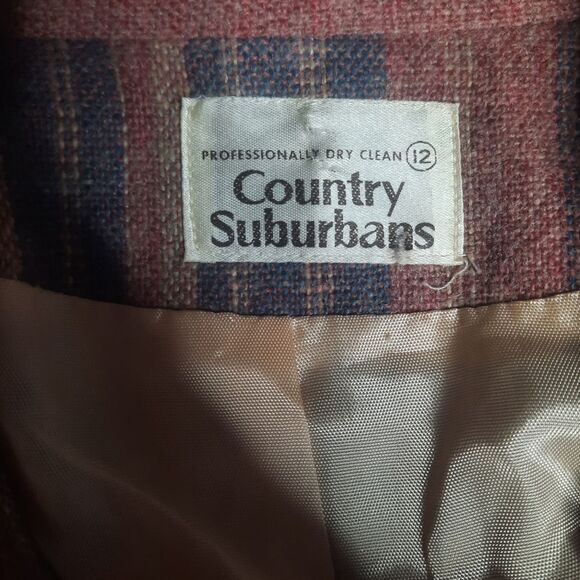 PROFESSIONALLY DRY CLEAN 12
Country
Suburbans